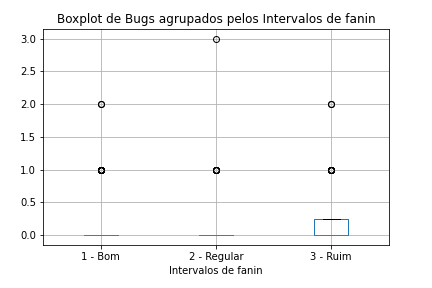 Boxplot de Bugs agrupados pelos Intervalos de fanin
3.0
2.5
2.0
1.5
1.0
0.5
0.0
1 - Bom
2 - Regular
3 - Ruim
Intervalos de fanin